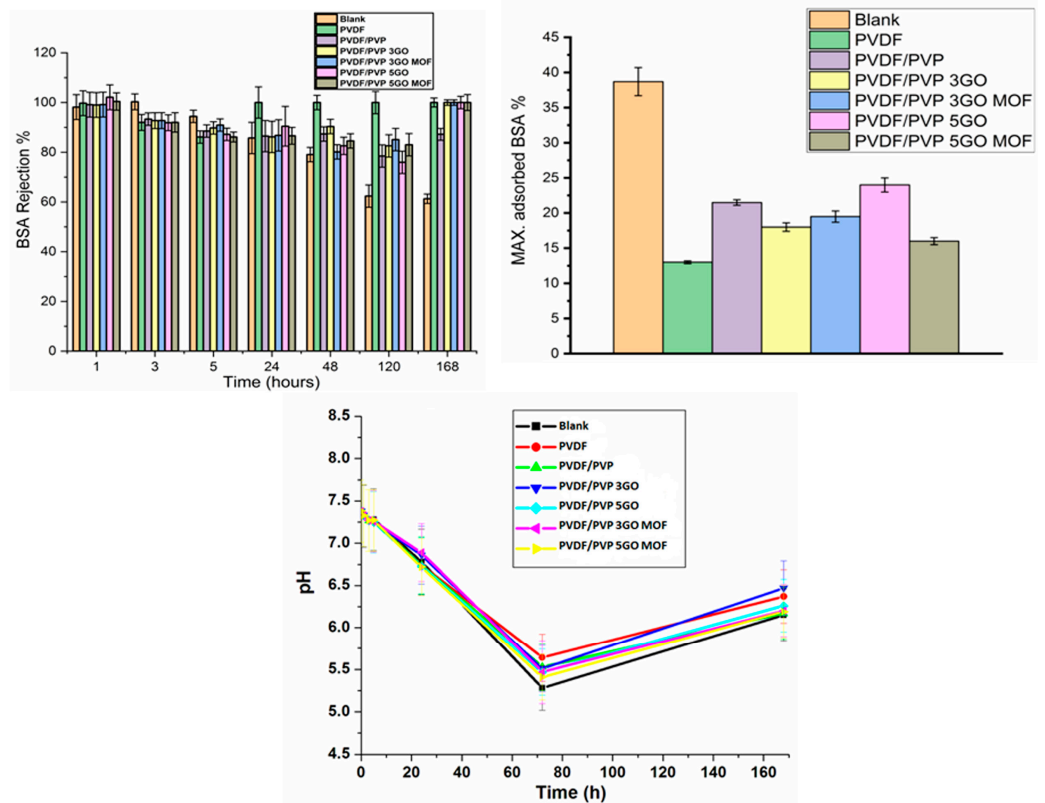 Blank
PVDF
PVDF/PVP
PVDF/PVP 3GO
PVDF/PVP 3GO MOF
PVDF/PVP 5GO
PVDF/PVP 5GO MOF
120
100
80
60
40
20
0
BSA Rejection %
1 3 5 24 48 120 168
Time (hours)
Blank
PVDF
PVDF/PVP
PVDF/PVP 3GO
PVDF/PVP 3GO MOF
PVDF/PVP 5GO
PVDF/PVP 5GO MOF
45
40
35
30
25
20
15
10
5
0
MAX. adsorbed BSA %
Blank
PVDF
PVDF/PVP
PVDF/PVP 3GO
PVDF/PVP 5GO
PVDF/PVP 3GO MOF
PVDF/PVP 5GO MOF
8.5
8.0
7.5
7.0
6.5
6.0
5.5
5.0
4.5
pH
0 20 40 60 80 100 120 140 160
Time (h)